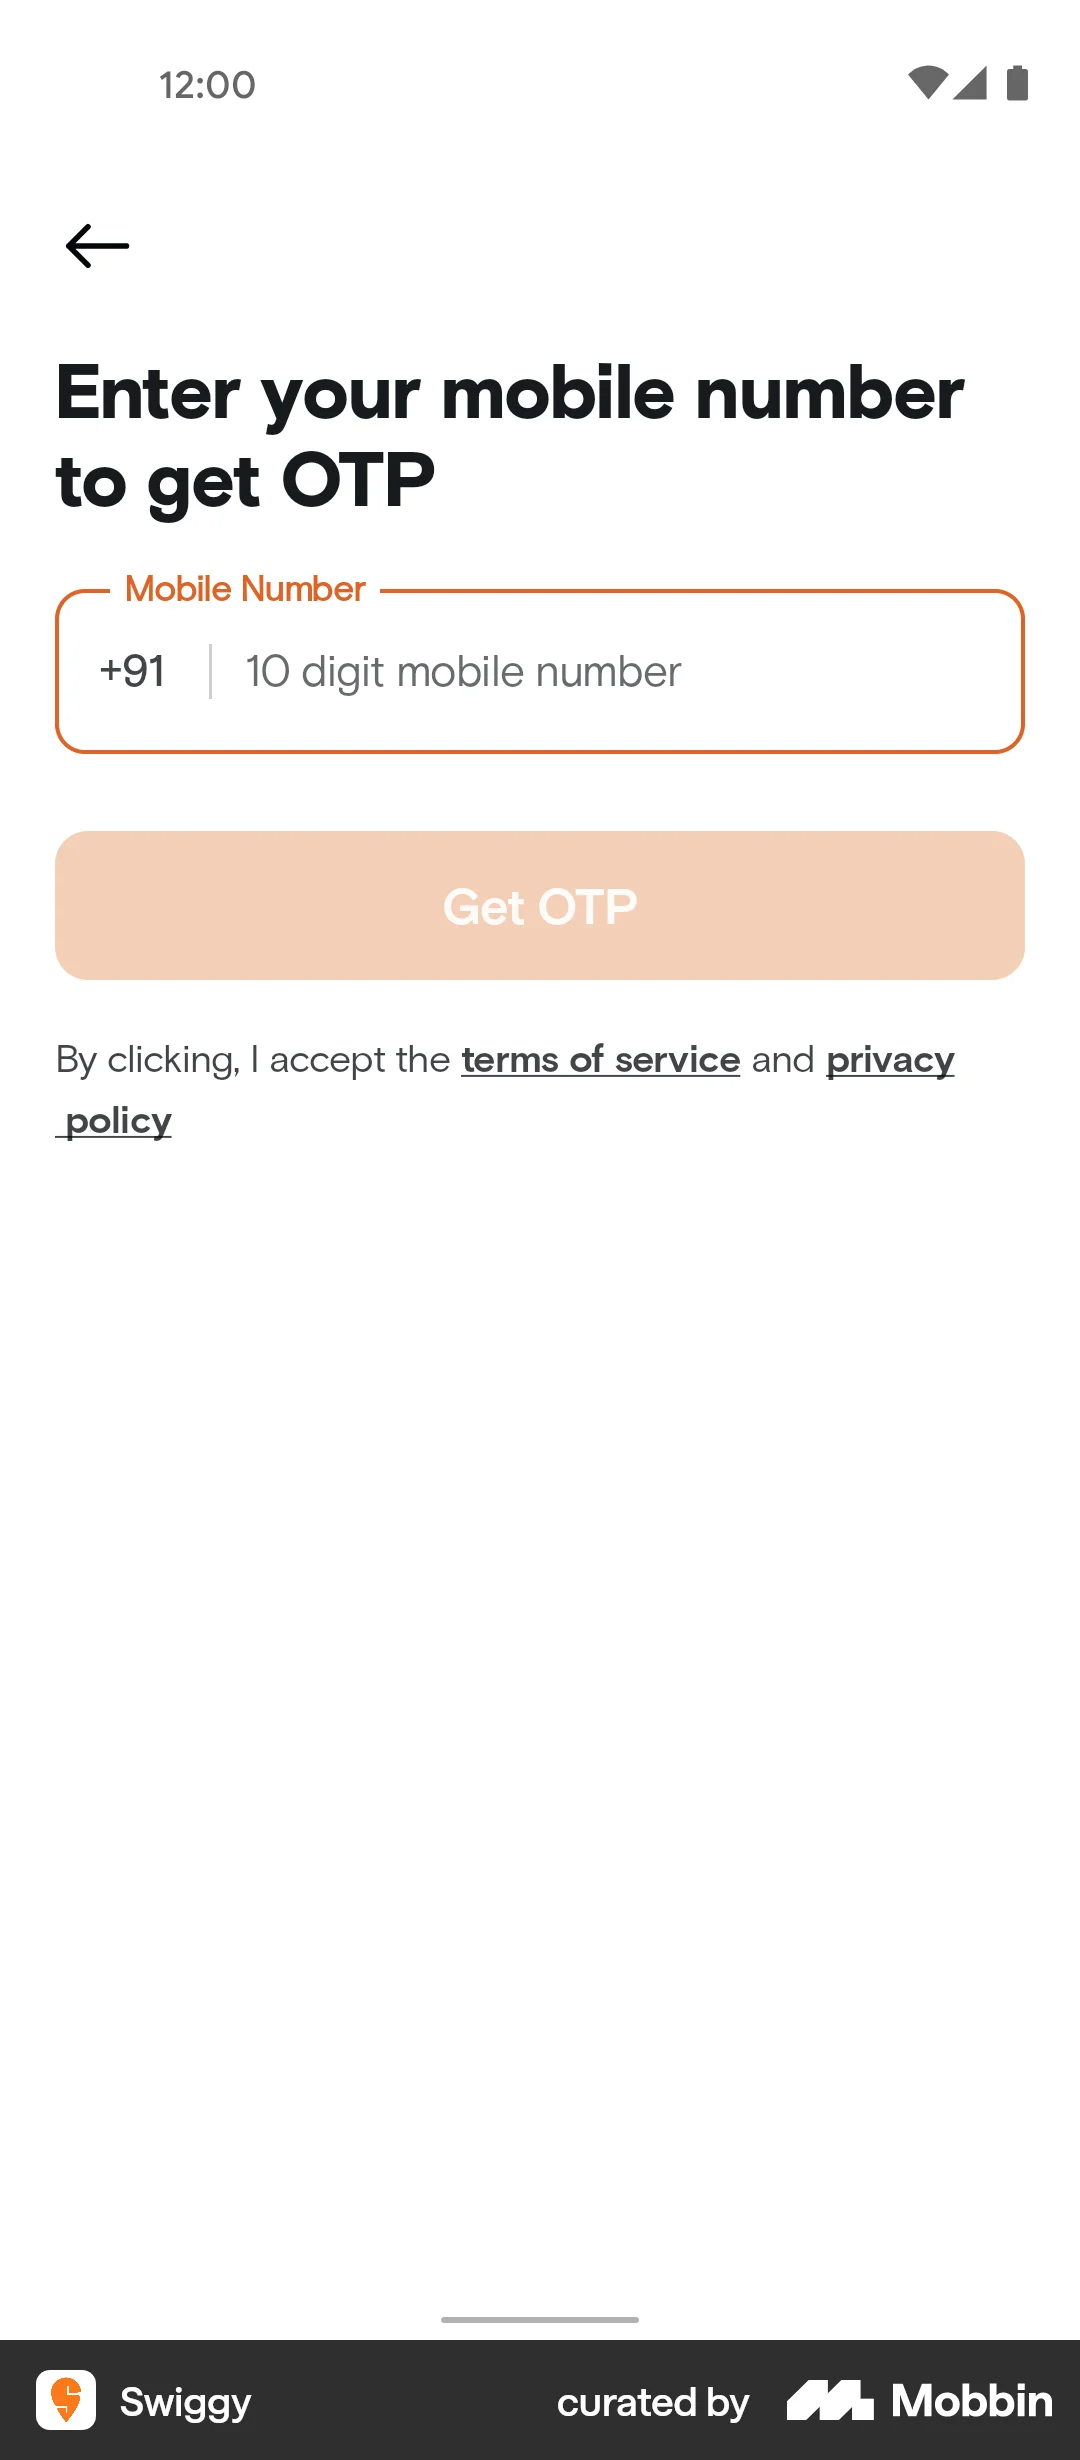 12:00
Enter your mobile number
to get OTP
Mobile Number
+91 10 digit mobile number
Get OTP
By clicking, I accept the terms of service and privacy
policy
Swiggy curated by Mobbin